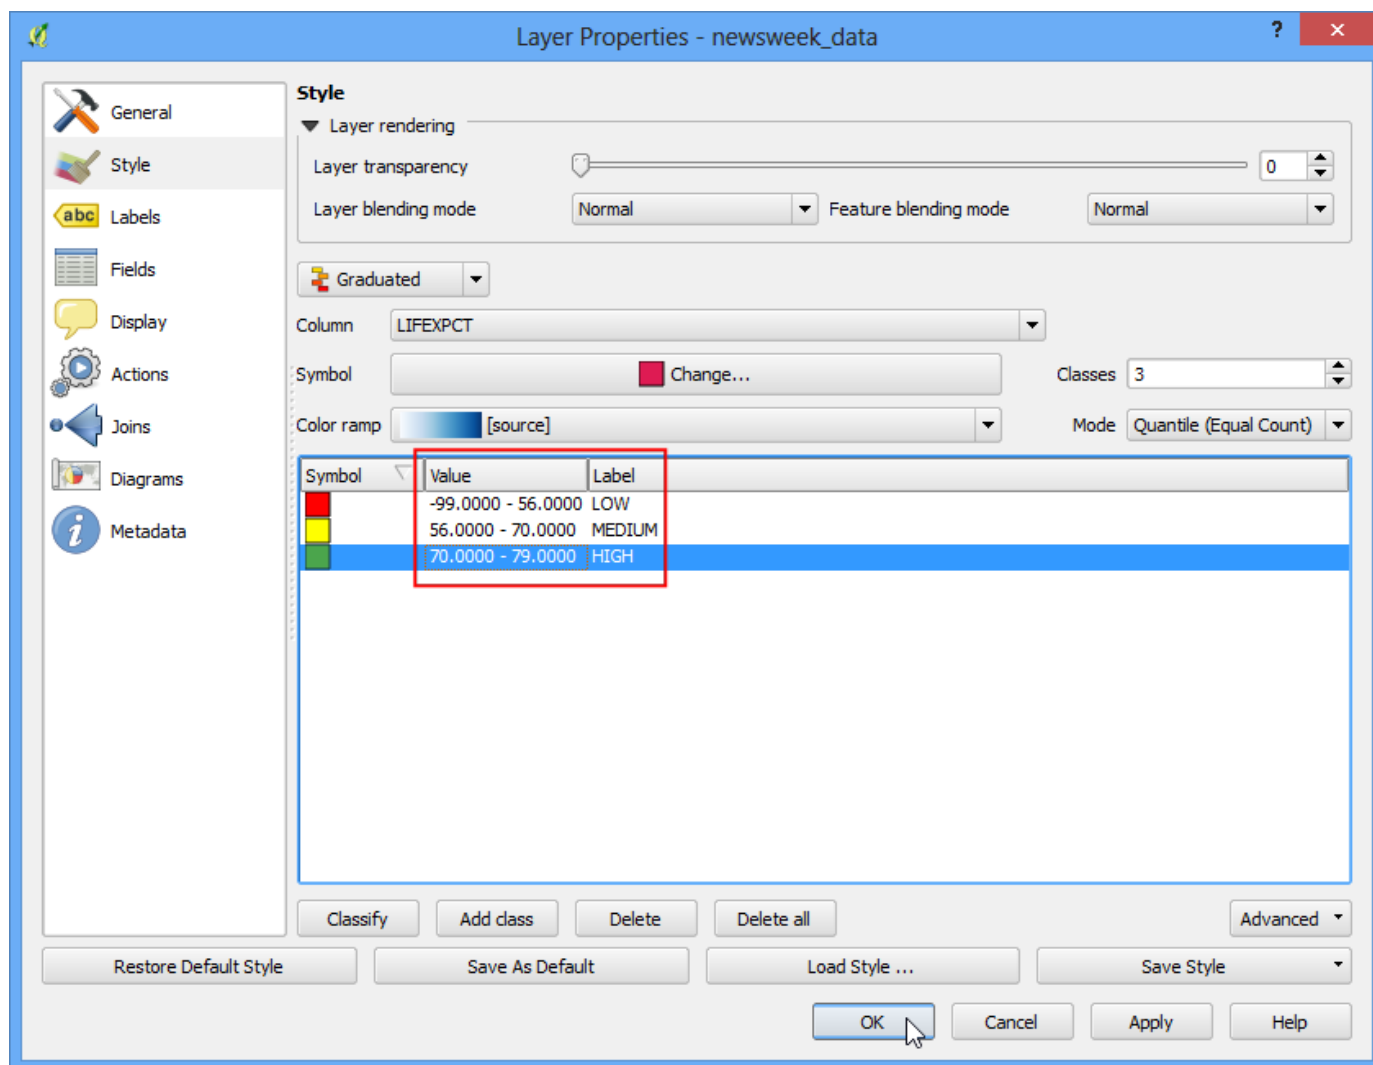 Layer Properties - newsweek_data
?
General
Style
Labels
Fields
Display
Actions
Joins
Diagrams
Metadata
abc
Style
Layer rendering
Layer transparency 0
Layer blending mode Normal Feature blending mode Normal
Graduated
Column LIFEXPCT
Symbol Change... Classes 3
Color ramp [source] Mode Quantile (Equal Count)
Symbol Value Label
-99.0000 - 56.0000 LOW
56.0000 - 70.0000 MEDIUM
70.0000 - 79.0000 HIGH
Classify Add class Delete Delete all Advanced
Restore Default Style Save As Default Load Style ... Save Style
OK Cancel Apply Help